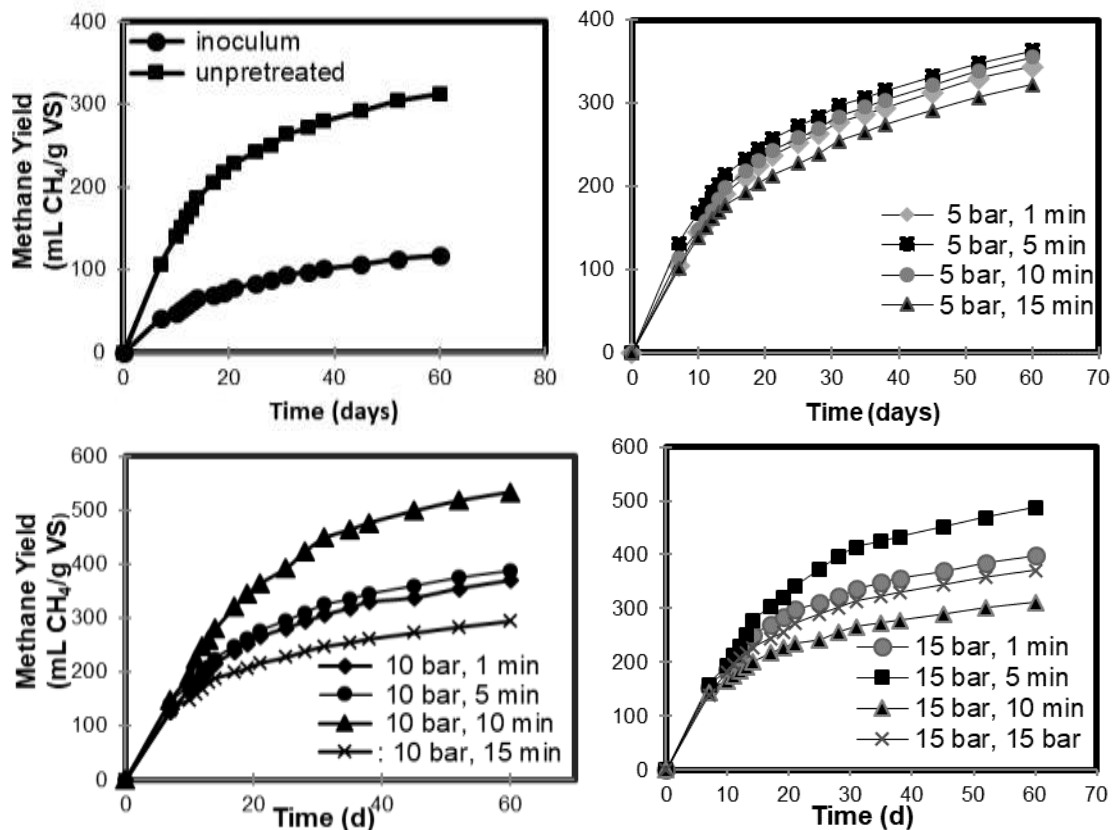 400
300
200
100
0
Methane Yield
(mL CH₄/g VS)
inoculum
unpretreated
0 20 40 60 80
Time (days)
400
300
200
100
0
5 bar, 1 min
5 bar, 5 min
5 bar, 10 min
5 bar, 15 min
0 10 20 30 40 50 60 70
Time (days)
600
500
400
300
200
100
0
Methane Yield
(mL CH₄/g VS)
10 bar, 1 min
10 bar, 5 min
10 bar, 10 min
: 10 bar, 15 min
0 20 40 60
Time (d)
600
500
400
300
200
100
0
15 bar, 1 min
15 bar, 5 min
15 bar, 10 min
15 bar, 15 bar
0 10 20 30 40 50 60 70
Time (d)